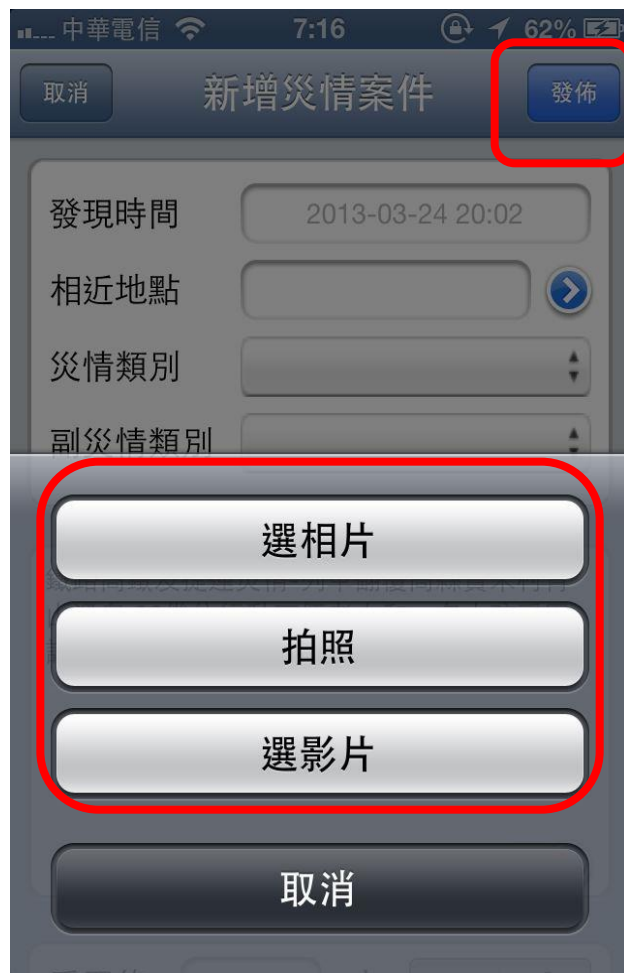 中華電信 7:16 62%
取消 新增災情案件 發佈
發現時間 2013-03-24 20:02
相近地點
災情類別
副災情類別
選相片
拍照
選影片
取消